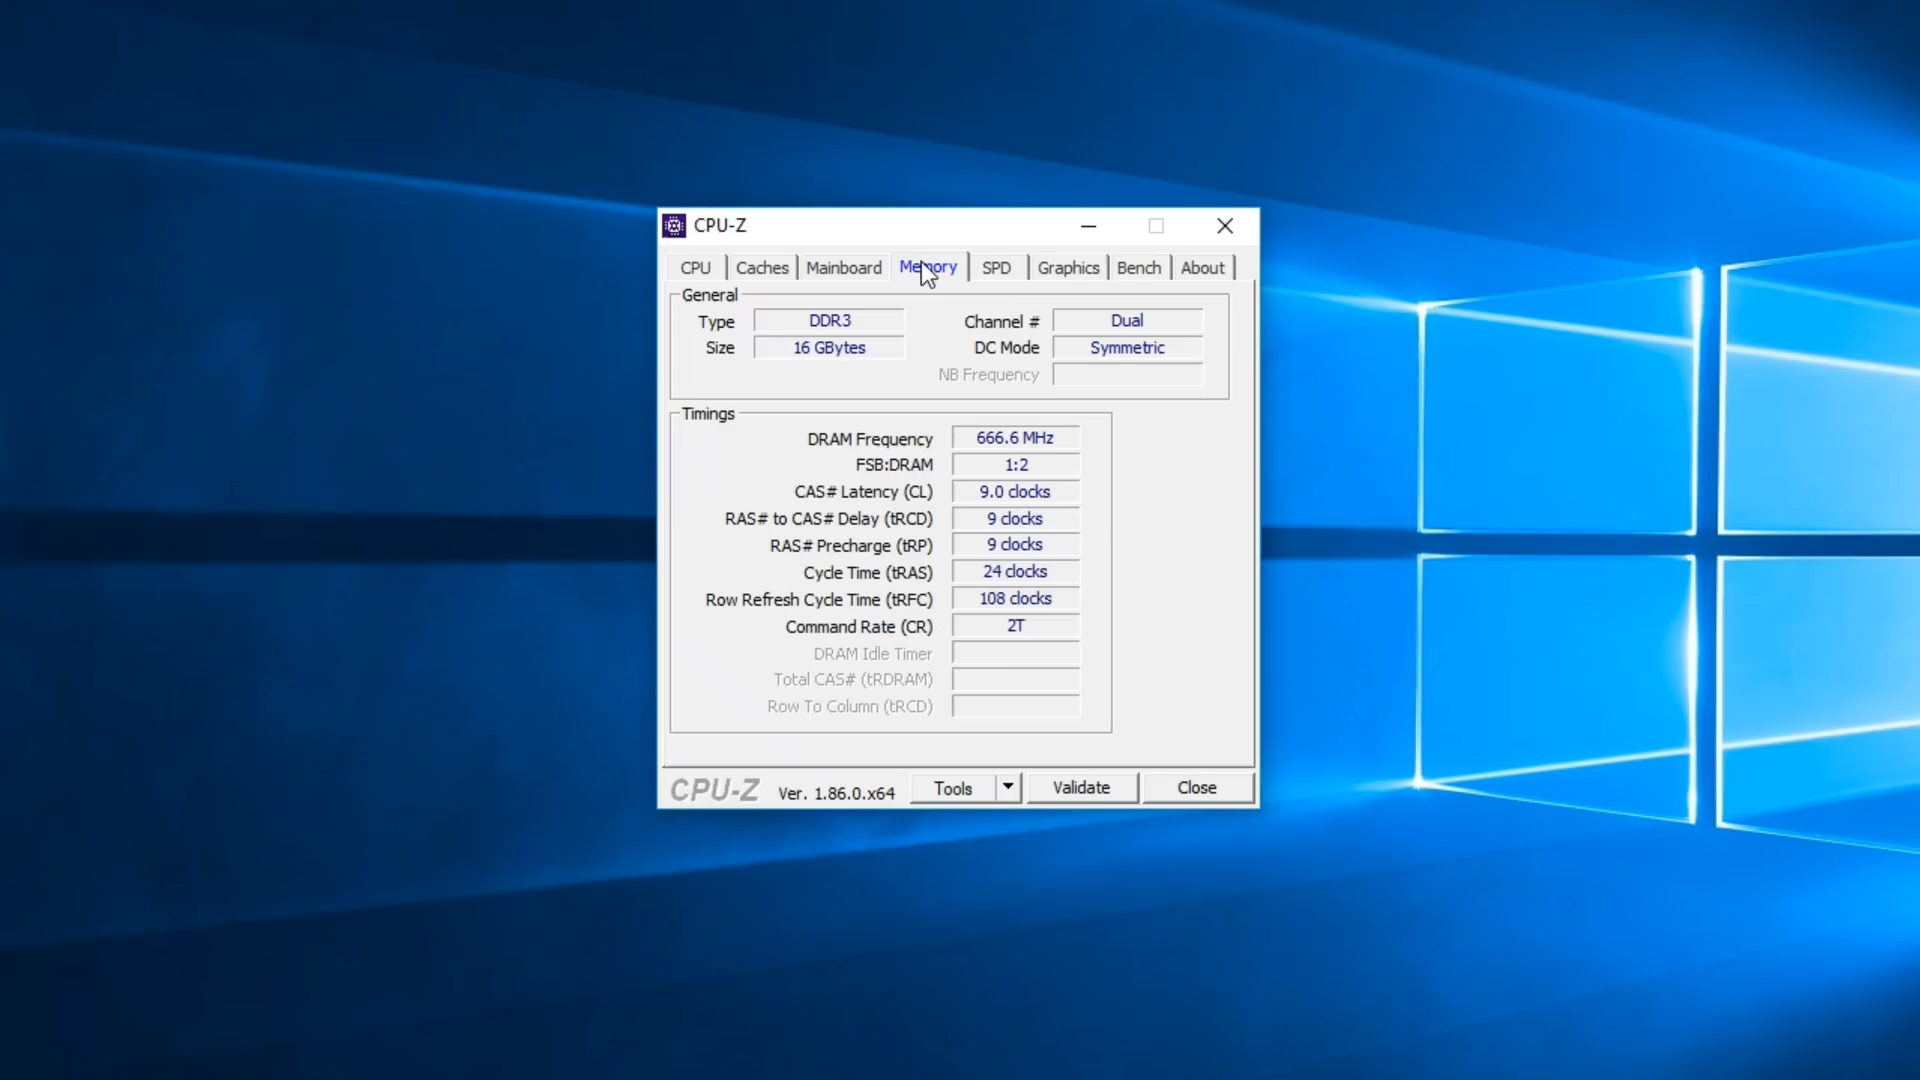 CPU-Z
CPU Caches Mainboard Memory SPD Graphics Bench About
General
Type DDR3 Channel # Dual
Size 16 GBytes DC Mode Symmetric
NB Frequency
Timings
DRAM Frequency 666.6 MHz
FSB:DRAM 1:2
CAS# Latency (CL) 9.0 clocks
RAS# to CAS# Delay (tRCD) 9 clocks
RAS# Precharge (tRP) 9 clocks
Cycle Time (tRAS) 24 clocks
Row Refresh Cycle Time (tRFC) 108 clocks
Command Rate (CR) 2T
DRAM Idle Timer
Total CAS# (tRDRAM)
Row To Column (tRCD)
CPU-Z Ver. 1.86.0.x64 Tools Validate Close